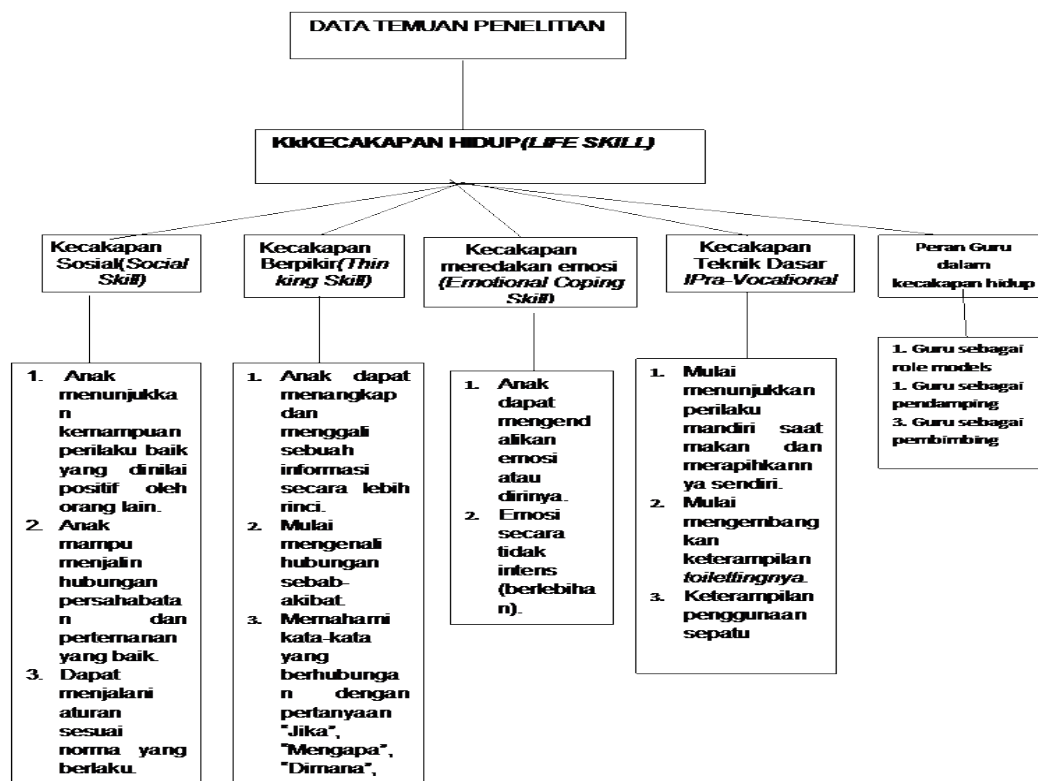 DATA TEMUAN PENELITIAN
KkKECAKAPAN HIDUP(LIFE SKILL)
Kecakapan
Sosial(Social
Skill)
Kecakapan
Berpikir(Thin
king Skill)
Kecakapan
meredakan emosi
(Emotional Coping
Skill)
Kecakapan
Teknik Dasar
/Pra-Vocational
Peran Guru
dalam
kecakapan hidup
1. Anak
menunjukka
n
kemampuan
perilaku baik
yang dinilai
positif oleh
orang lain.
2. Anak
mampu
menjalin
hubungan
persahabata
n dan
pertemanan
yang baik.
3. Dapat
menjalani
aturan
sesuai
norma yang
berlaku.
1. Anak dapat
menangkap
dan
menggali
sebuah
informasi
secara lebih
rinci.
2. Mulai
mengenali
hubungan
sebab-
akibat.
3. Memahami
kata-kata
yang
berhubunga
n dengan
pertanyaan
"Jika",
"Mengapa",
"Dimana",
1. Anak
dapat
mengend
alikan
emosi
atau
dirinya.
2. Emosi
secara
tidak
intens
(berlebiha
n).
1. Mulai
menunjukkan
perilaku
mandiri saat
makan dan
merapihkann
ya sendiri.
2. Mulai
mengembang
kan
keterampilan
toilettingnya.
3. Keterampilan
penggunaan
sepatu
1. Guru sebagai
role models
1. Guru sebagai
pendamping
3. Guru sebagai
pembimbing